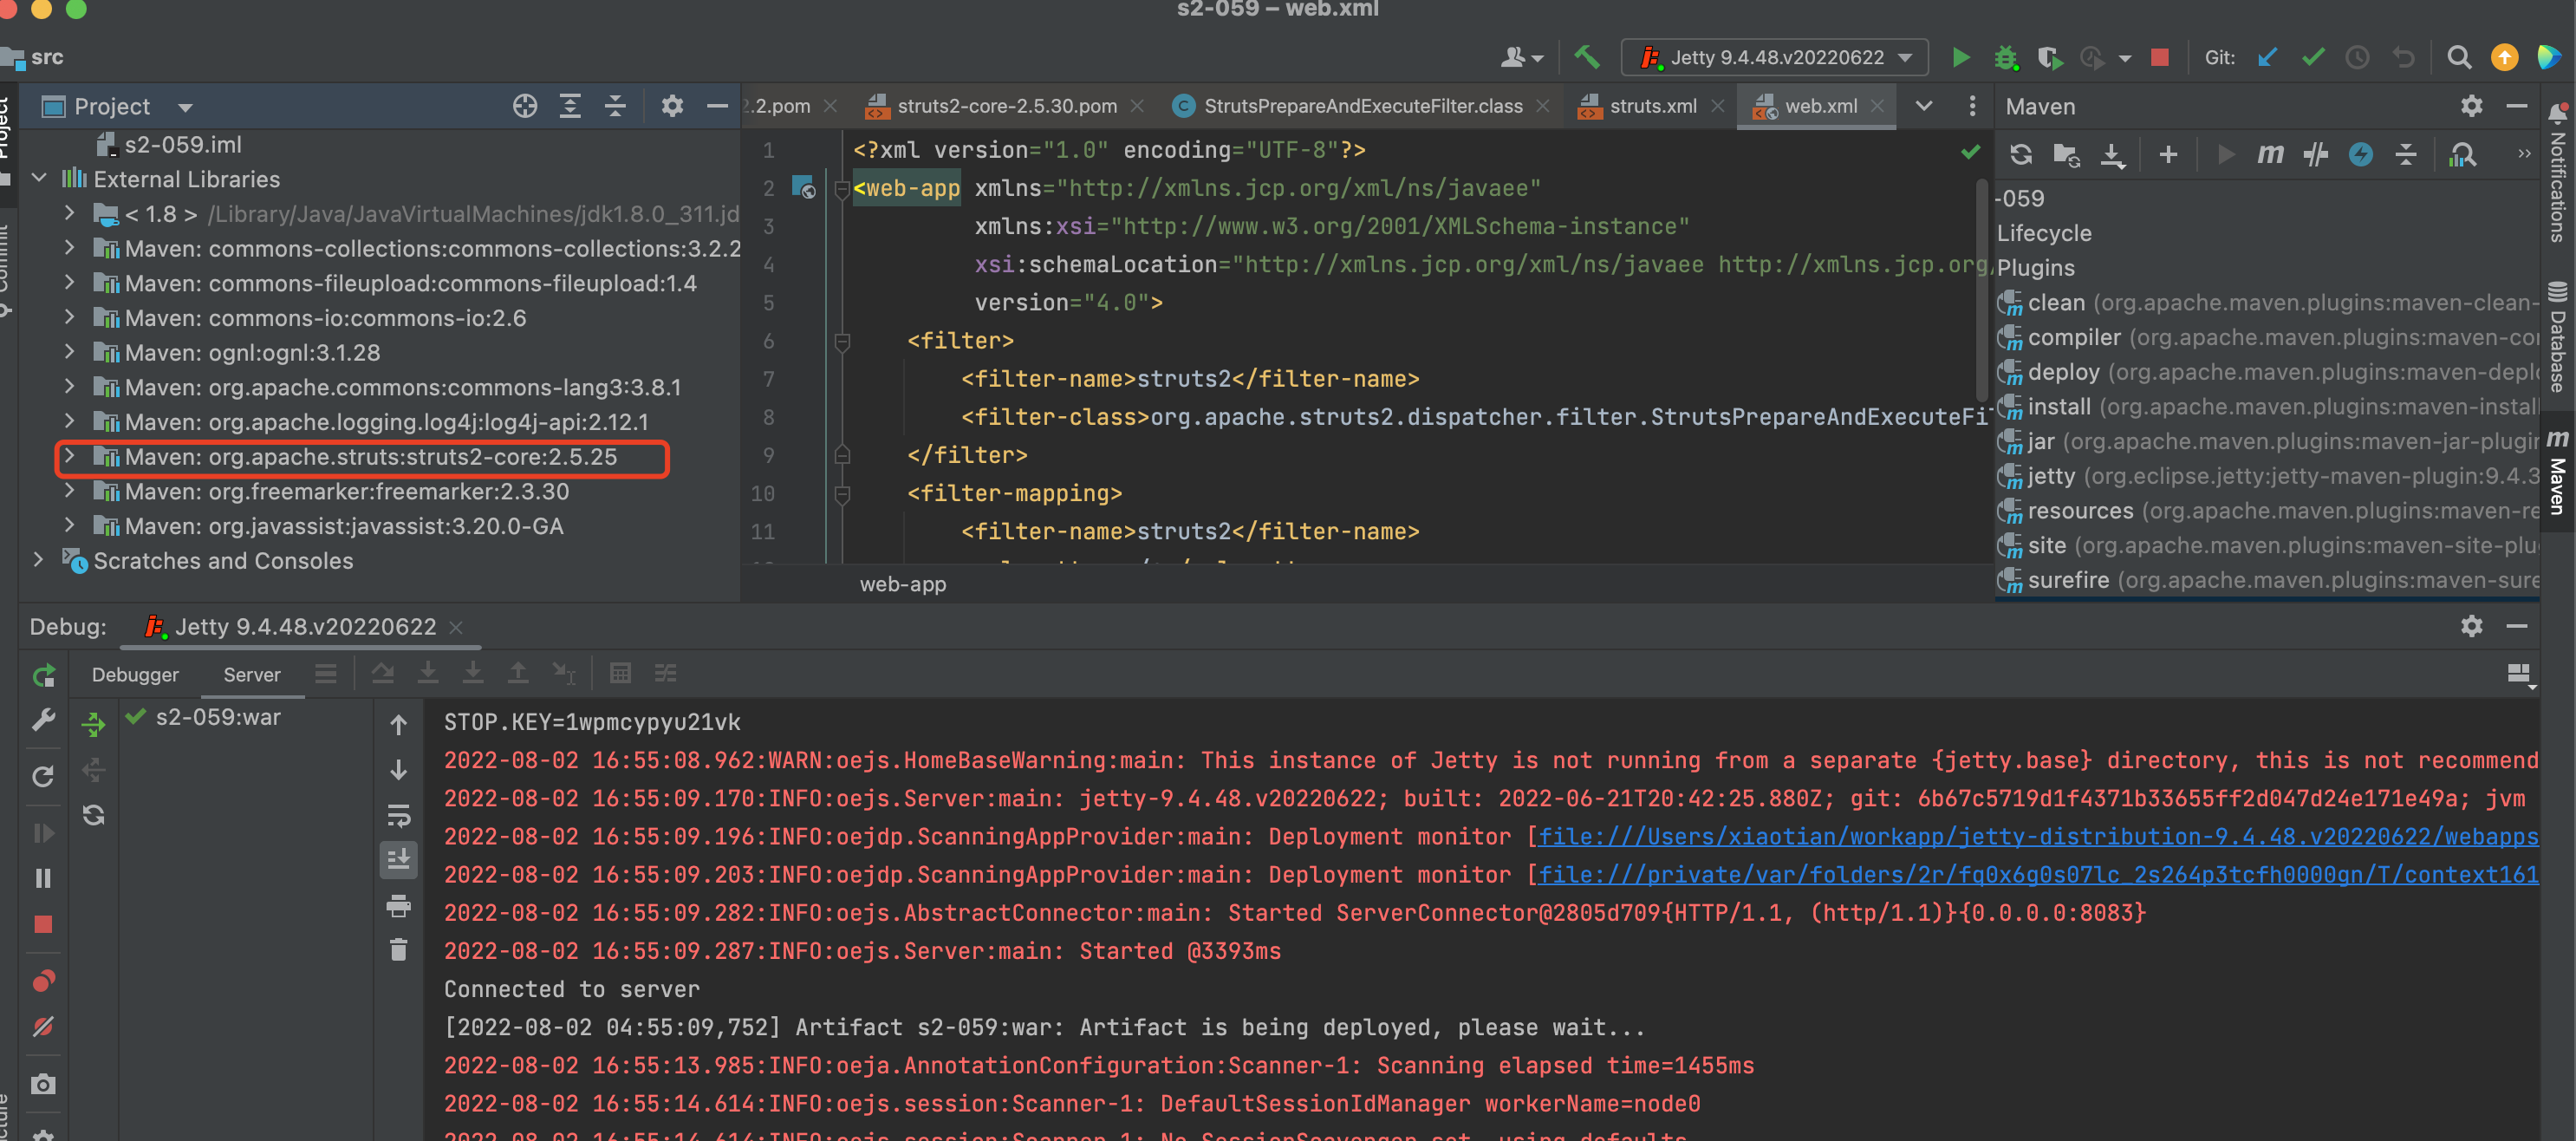 s2-059 – web.xml
src
Jetty 9.4.48.v20220622
Git:
Project
2.2.pom
struts2-core-2.5.30.pom
StrutsPrepareAndExecuteFilter.class
struts.xml
web.xml
Maven
s2-059.iml
External Libraries
< 1.8 > /Library/Java/JavaVirtualMachines/jdk1.8.0_311.jd
Maven: commons-collections:commons-collections:3.2.2
Maven: commons-fileupload:commons-fileupload:1.4
Maven: commons-io:commons-io:2.6
Maven: ognl:ognl:3.1.28
Maven: org.apache.commons:commons-lang3:3.8.1
Maven: org.apache.logging.log4j:log4j-api:2.12.1
Maven: org.apache.struts:struts2-core:2.5.25
Maven: org.freemarker:freemarker:2.3.30
Maven: org.javassist:javassist:3.20.0-GA
Scratches and Consoles
1 <?xml version="1.0" encoding="UTF-8"?>
2 <web-app xmlns="http://xmlns.jcp.org/xml/ns/javaee"
3 xmlns:xsi="http://www.w3.org/2001/XMLSchema-instance"
4 xsi:schemaLocation="http://xmlns.jcp.org/xml/ns/javaee http://xmlns.jcp.org/
5 version="4.0">
6 <filter>
7 <filter-name>struts2</filter-name>
8 <filter-class>org.apache.struts2.dispatcher.filter.StrutsPrepareAndExecuteFi
9 </filter>
10 <filter-mapping>
11 <filter-name>struts2</filter-name>
web-app
-059
Lifecycle
Plugins
clean (org.apache.maven.plugins:maven-clean-
compiler (org.apache.maven.plugins:maven-cor
deploy (org.apache.maven.plugins:maven-deplo
install (org.apache.maven.plugins:maven-install
jar (org.apache.maven.plugins:maven-jar-plugin
jetty (org.eclipse.jetty:jetty-maven-plugin:9.4.3
resources (org.apache.maven.plugins:maven-re
site (org.apache.maven.plugins:maven-site-plu
surefire (org.apache.maven.plugins:maven-sure
Notifications
Database
Maven
Project
Commit
Debug:
Jetty 9.4.48.v20220622
Debugger
Server
s2-059:war
STOP.KEY=1wpmcypyu21vk
2022-08-02 16:55:08.962:WARN:oejs.HomeBaseWarning:main: This instance of Jetty is not running from a separate {jetty.base} directory, this is not recommend
2022-08-02 16:55:09.170:INFO:oejs.Server:main: jetty-9.4.48.v20220622; built: 2022-06-21T20:42:25.880Z; git: 6b67c5719d1f4371b33655ff2d047d24e171e49a; jvm
2022-08-02 16:55:09.196:INFO:oejdp.ScanningAppProvider:main: Deployment monitor [file:///Users/xiaotian/workapp/jetty-distribution-9.4.48.v20220622/webapps
2022-08-02 16:55:09.203:INFO:oejdp.ScanningAppProvider:main: Deployment monitor [file:///private/var/folders/2r/fq0x6g0s07lc_2s264p3tcfh0000gn/T/context161
2022-08-02 16:55:09.282:INFO:oejs.AbstractConnector:main: Started ServerConnector@2805d709{HTTP/1.1, (http/1.1)}{0.0.0.0:8083}
2022-08-02 16:55:09.287:INFO:oejs.Server:main: Started @3393ms
Connected to server
[2022-08-02 04:55:09,752] Artifact s2-059:war: Artifact is being deployed, please wait...
2022-08-02 16:55:13.985:INFO:oeja.AnnotationConfiguration:Scanner-1: Scanning elapsed time=1455ms
2022-08-02 16:55:14.614:INFO:oejs.session:Scanner-1: DefaultSessionIdManager workerName=node0
2022-08-02 16:55:14.614:INFO:oejs.session:Scanner-1: No SessionScavenger set, using defaults